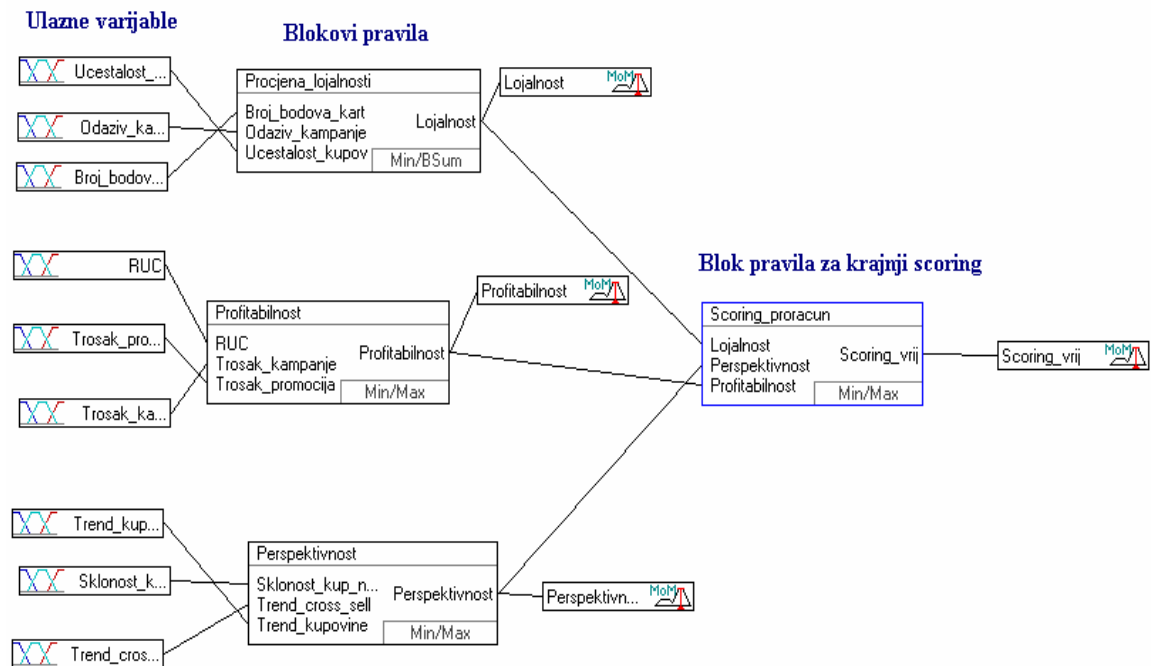 Ulazne varijable
Blokovi pravila
Ucestalost_...
Odaziv_ka...
Broj_bodov...
Procjena_lojalnosti
Broj_bodova_kart
Odaziv_kampanje
Ucestalost_kupov
Lojalnost
Min/BSum
Lojalnost
MoM
RUC
Trosak_pro...
Trosak_ka...
Profitabilnost
RUC
Trosak_kampanje
Trosak_promocija
Profitabilnost
Min/Max
Profitabilnost
MoM
Blok pravila za krajnji scoring
Scoring_proracun
Lojalnost
Perspektivnost
Profitabilnost
Scoring_vrij
Min/Max
Scoring_vrij
MoM
Trend_kup...
Sklonost_k...
Trend_cros...
Perspektivnost
Sklonost_kup_n...
Trend_cross_sell
Trend_kupovine
Perspektivnost
Min/Max
Perspektivn...
MoM